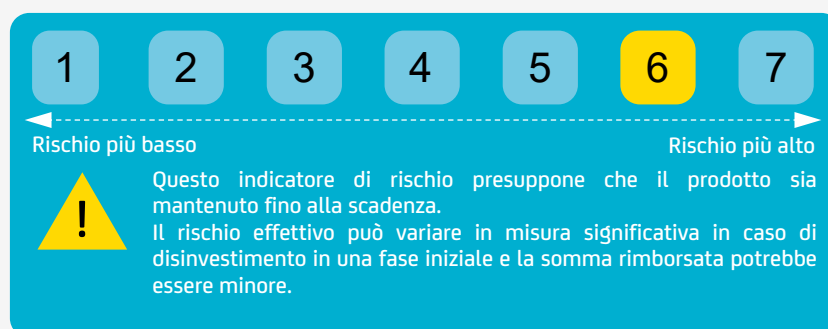 1 2 3 4 5 6 7
Rischio più basso Rischio più alto
!
Questo indicatore di rischio presuppone che il prodotto sia
mantenuto fino alla scadenza.
Il rischio effettivo può variare in misura significativa in caso di
disinvestimento in una fase iniziale e la somma rimborsata potrebbe
essere minore.